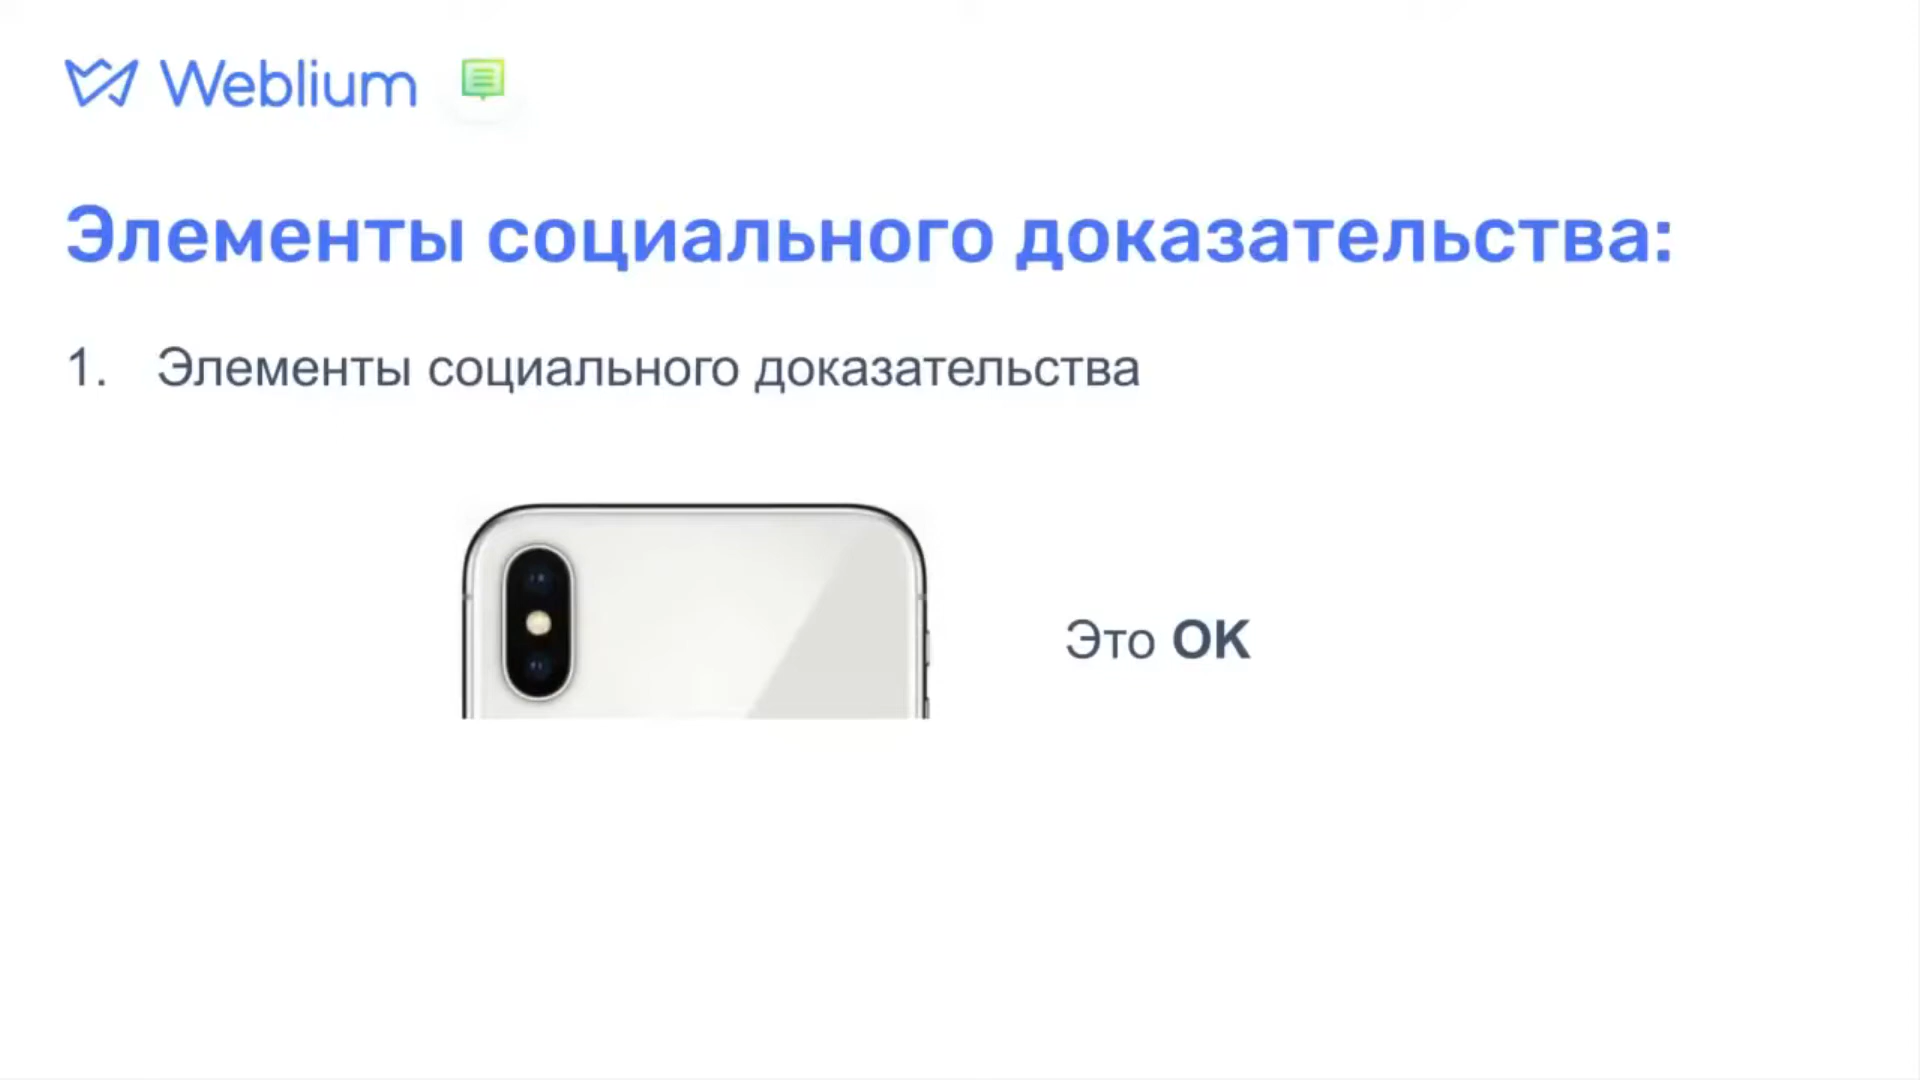 Weblium
Элементы социального доказательства:
1. Элементы социального доказательства
Это OK